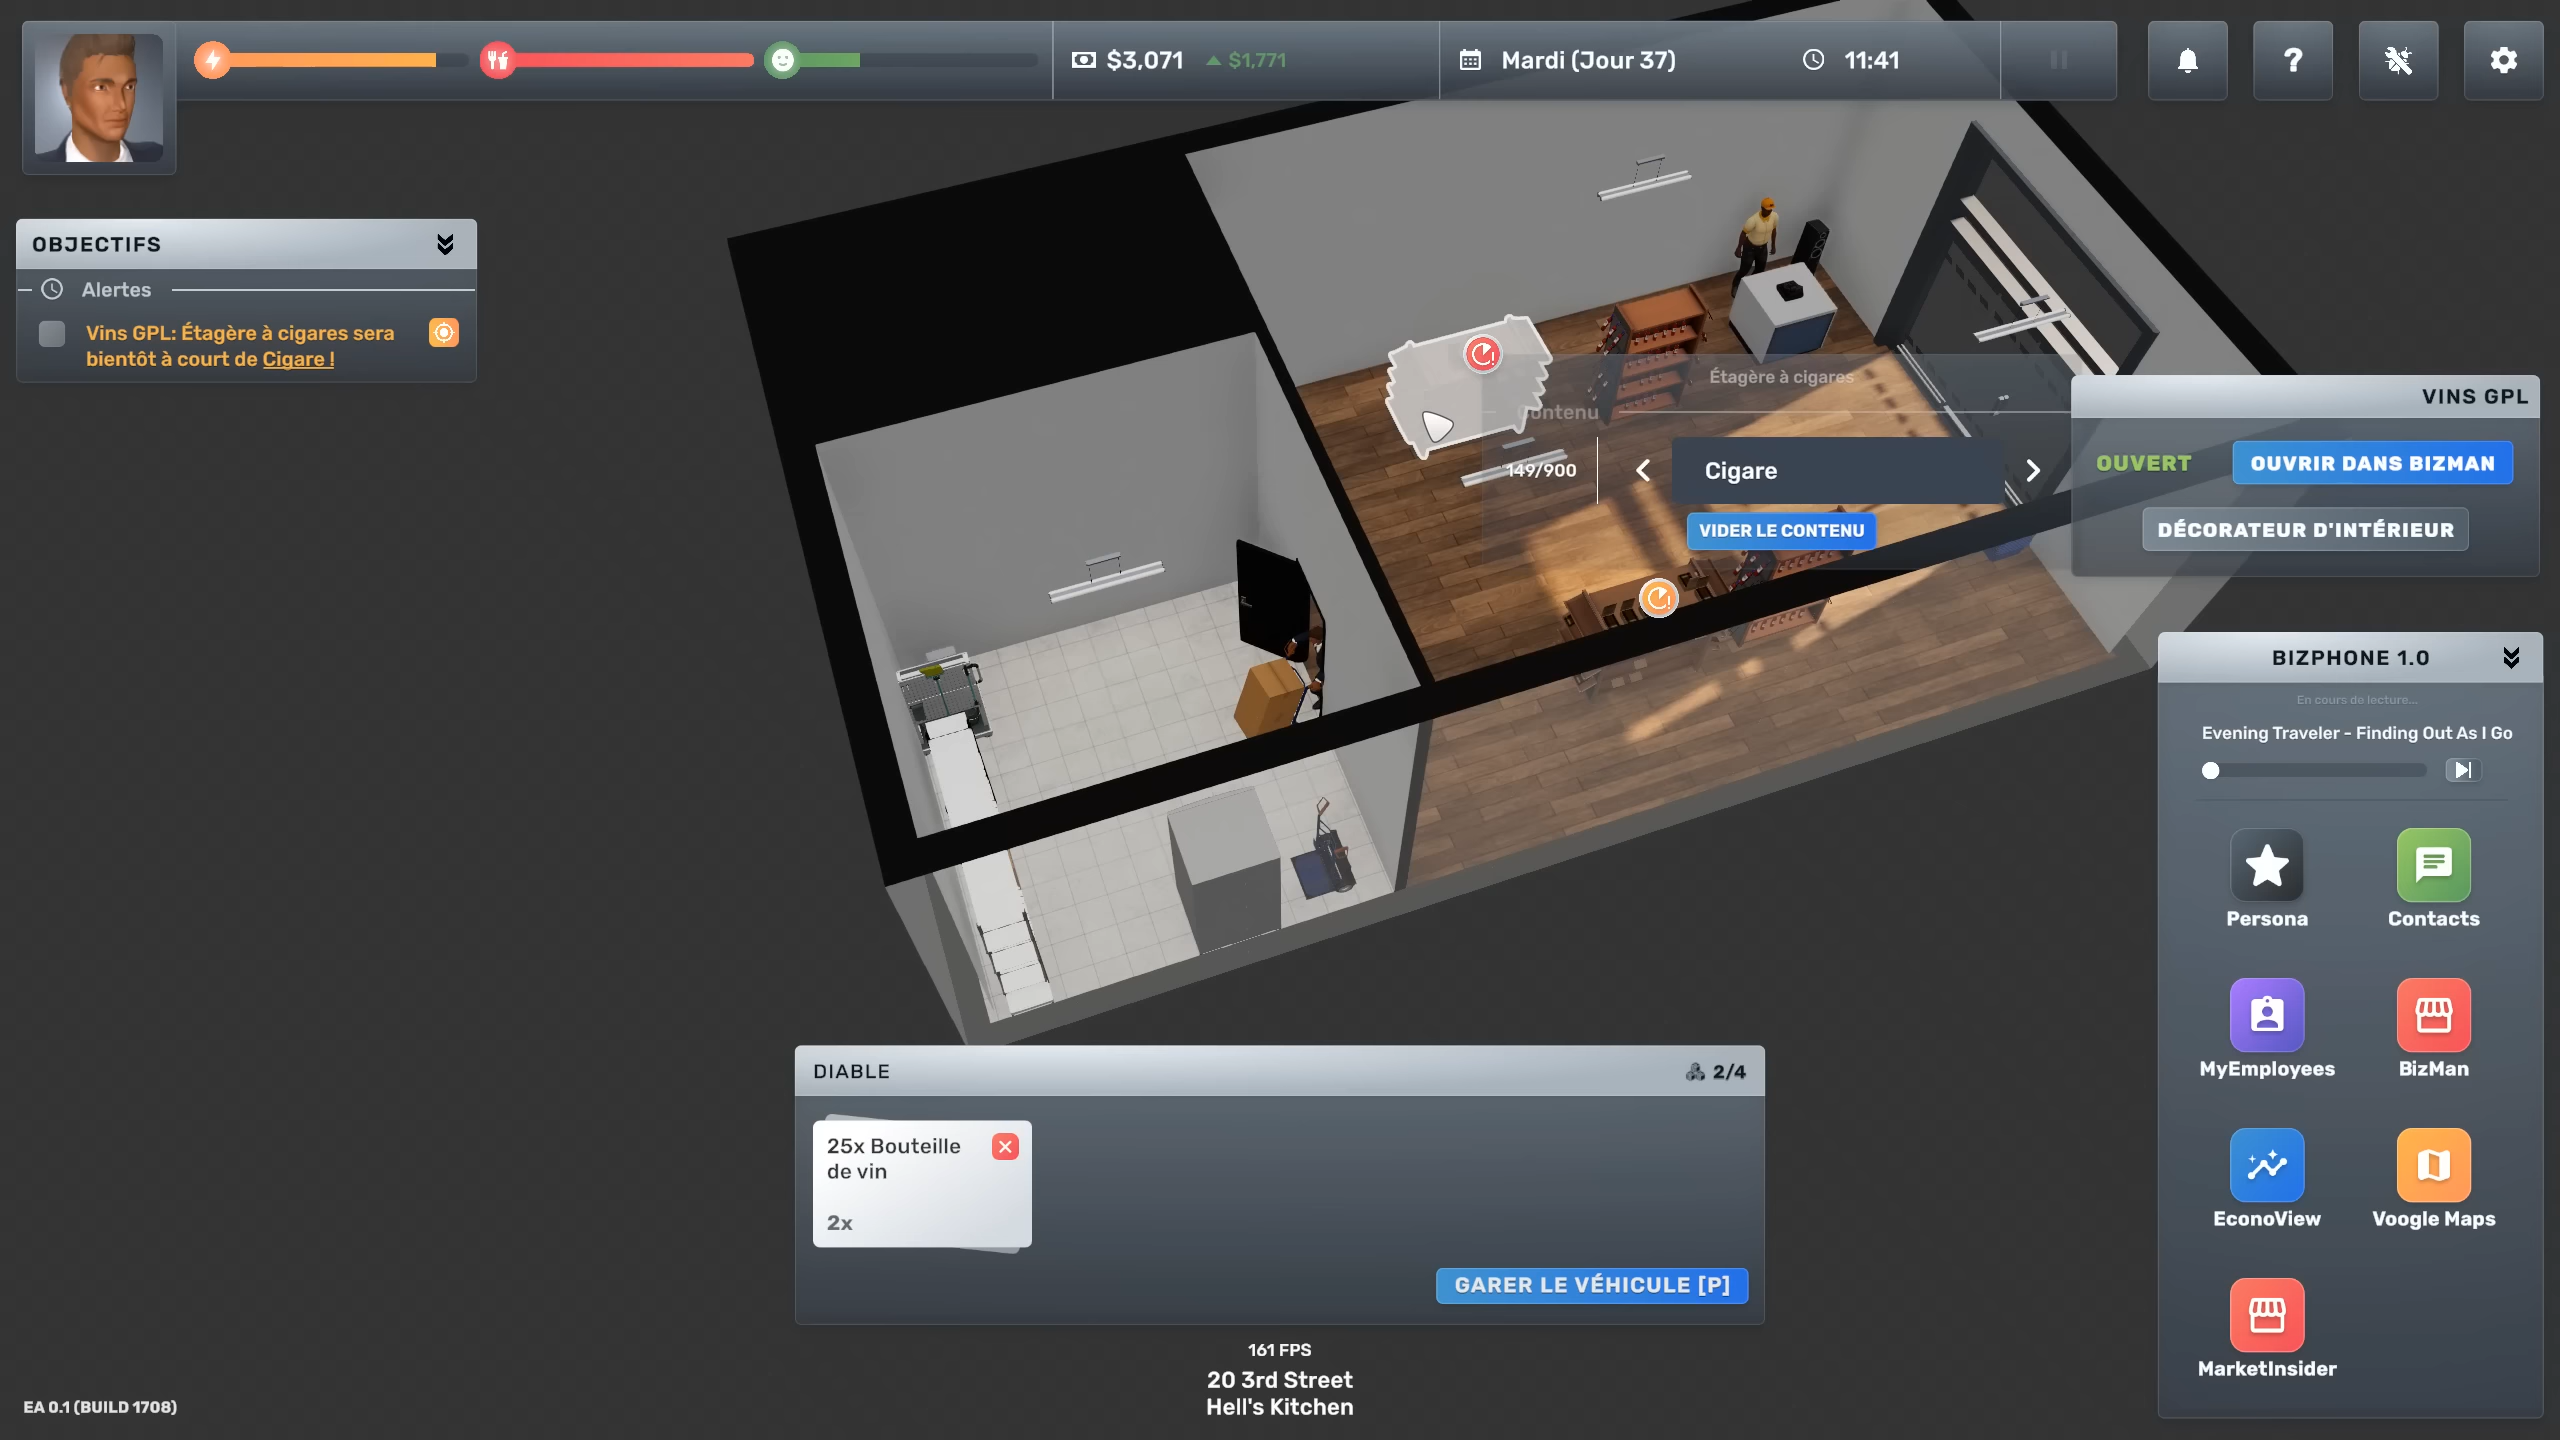 $3,071
$1,771
Mardi (Jour 37)
11:41
OBJECTIFS
Alertes
Vins GPL: Étagère à cigares sera
bientôt à court de Cigare !
Étagère à cigares
Contenu
149/900
Cigare
VIDER LE CONTENU
VINS GPL
OUVERT
OUVRIR DANS BIZMAN
DÉCORATEUR D'INTÉRIEUR
BIZPHONE 1.0
En cours de lecture...
Evening Traveler - Finding Out As I Go
Persona
Contacts
MyEmployees
BizMan
EconoView
Voogle Maps
MarketInsider
DIABLE
2/4
25x Bouteille
de vin
2x
GARER LE VÉHICULE [P]
161 FPS
20 3rd Street
Hell's Kitchen
EA 0.1 (BUILD 1708)